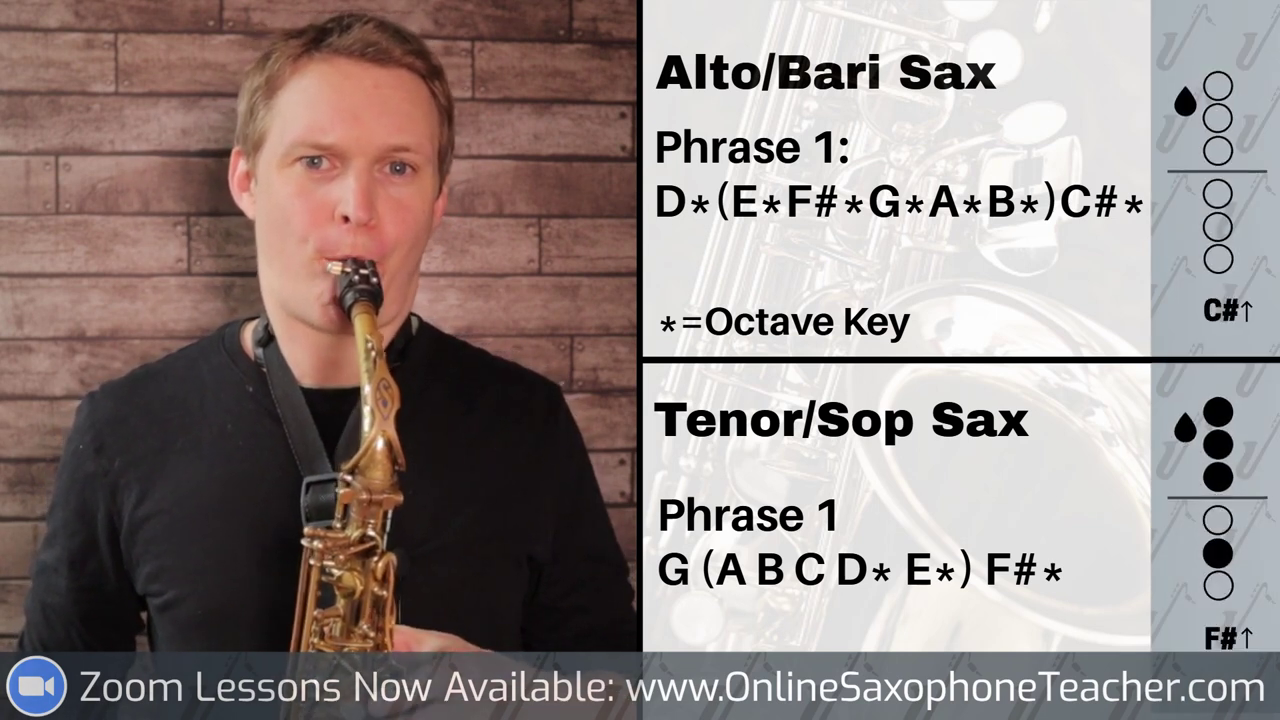 Alto/Bari Sax
Phrase 1:
D*(E*F#*G*A*B*)C#*
*=Octave Key
C#↑
Tenor/Sop Sax
Phrase 1
G (A B C D* E*) F#*
F#↑
Zoom Lessons Now Available: www.OnlineSaxophoneTeacher.com